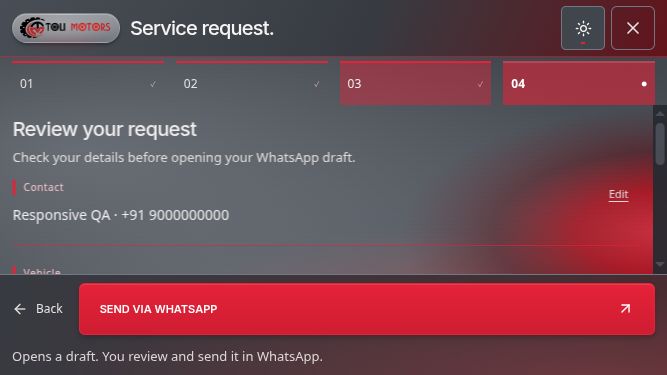 TOLI MOTORS
Service request.
01 ✓
02 ✓
03 ✓
04
Review your request
Check your details before opening your WhatsApp draft.
Contact
Edit
Responsive QA · +91 9000000000
Vehicle
Back
SEND VIA WHATSAPP
Opens a draft. You review and send it in WhatsApp.